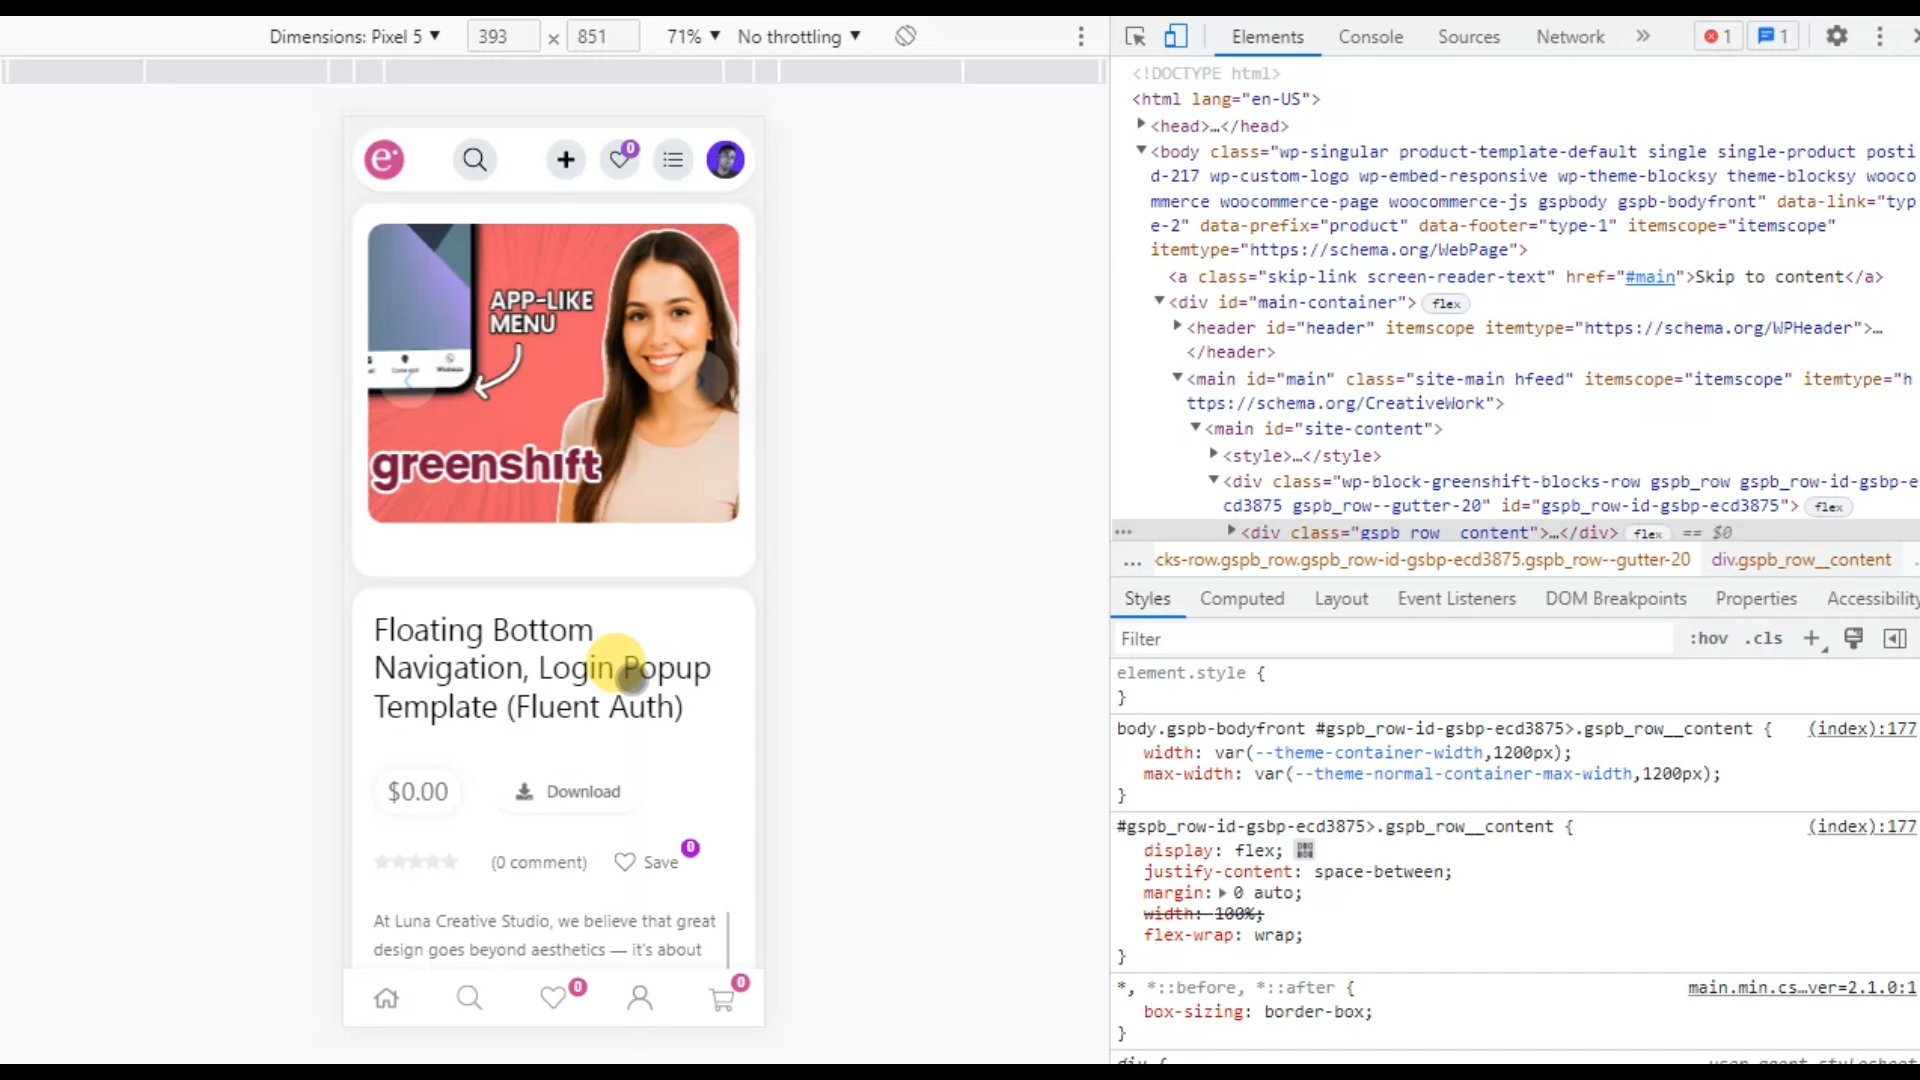 Dimensions: Pixel 5 ▼ 393 × 851 71% ▼ No throttling ▼
Elements Console Sources Network » 1 1
<!DOCTYPE html>
<html lang="en-US">
<head>…</head>
<body class="wp-singular product-template-default single single-product posti
d-217 wp-custom-logo wp-embed-responsive wp-theme-blocksy theme-blocksy wooco
mmerce woocommerce-page woocommerce-js gspbody gspb-bodyfront" data-link="typ
e-2" data-prefix="product" data-footer="type-1" itemscope="itemscope"
itemtype="https://schema.org/WebPage">
<a class="skip-link screen-reader-text" href="#main">Skip to content</a>
<div id="main-container"> flex
<header id="header" itemscope itemtype="https://schema.org/WPHeader">…
</header>
<main id="main" class="site-main hfeed" itemscope="itemscope" itemtype="h
ttps://schema.org/CreativeWork">
<main id="site-content">
<style>…</style>
<div class="wp-block-greenshift-blocks-row gspb_row gspb_row-id-gsbp-e
cd3875 gspb_row--gutter-20" id="gspb_row-id-gsbp-ecd3875"> flex
<div class="gspb_row__content">…</div> flex == $0
... cks-row.gspb_row.gspb_row-id-gsbp-ecd3875.gspb_row--gutter-20 div.gspb_row__content
Styles Computed Layout Event Listeners DOM Breakpoints Properties Accessibility
Filter :hov .cls +
element.style {
}
body.gspb-bodyfront #gspb_row-id-gsbp-ecd3875>.gspb_row__content { (index):177
width: var(--theme-container-width,1200px);
max-width: var(--theme-normal-container-max-width,1200px);
}
#gspb_row-id-gsbp-ecd3875>.gspb_row__content { (index):177
display: flex;
justify-content: space-between;
margin: 0 auto;
width: 100%;
flex-wrap: wrap;
}
*, *::before, *::after { main.min.cs…ver=2.1.0:1
box-sizing: border-box;
}
div { user agent stylesheet
e
0
APP-LIKE
MENU
greenshift
Floating Bottom
Navigation, Login Popup
Template (Fluent Auth)
$0.00 Download
(0 comment) Save 0
At Luna Creative Studio, we believe that great
design goes beyond aesthetics — it's about
0 0